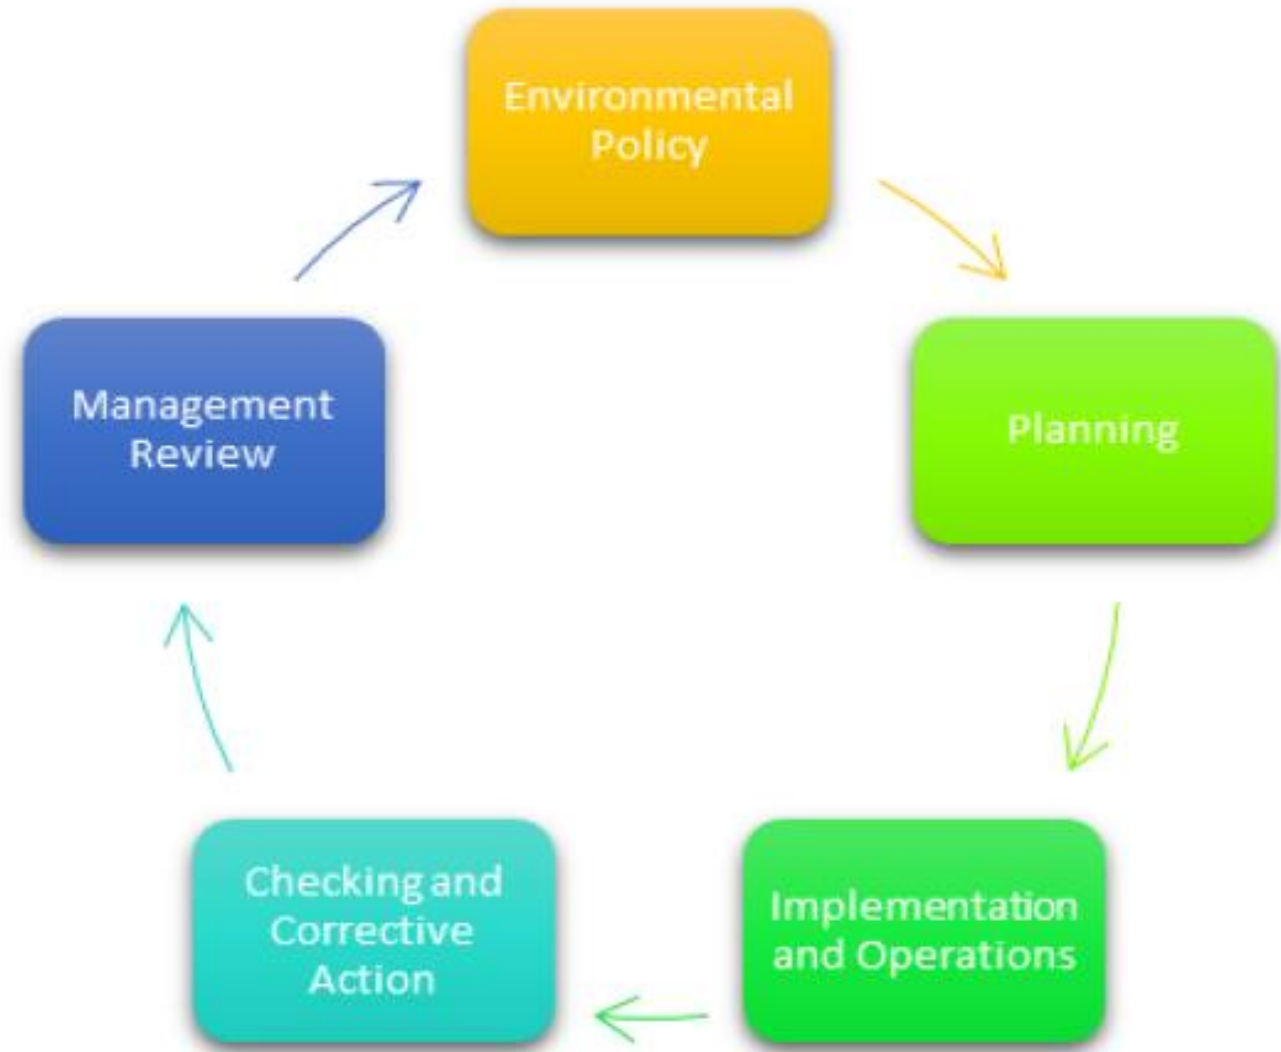 Environmental
Policy
Planning
Implementation
and Operations
Checking and
Corrective
Action
Management
Review